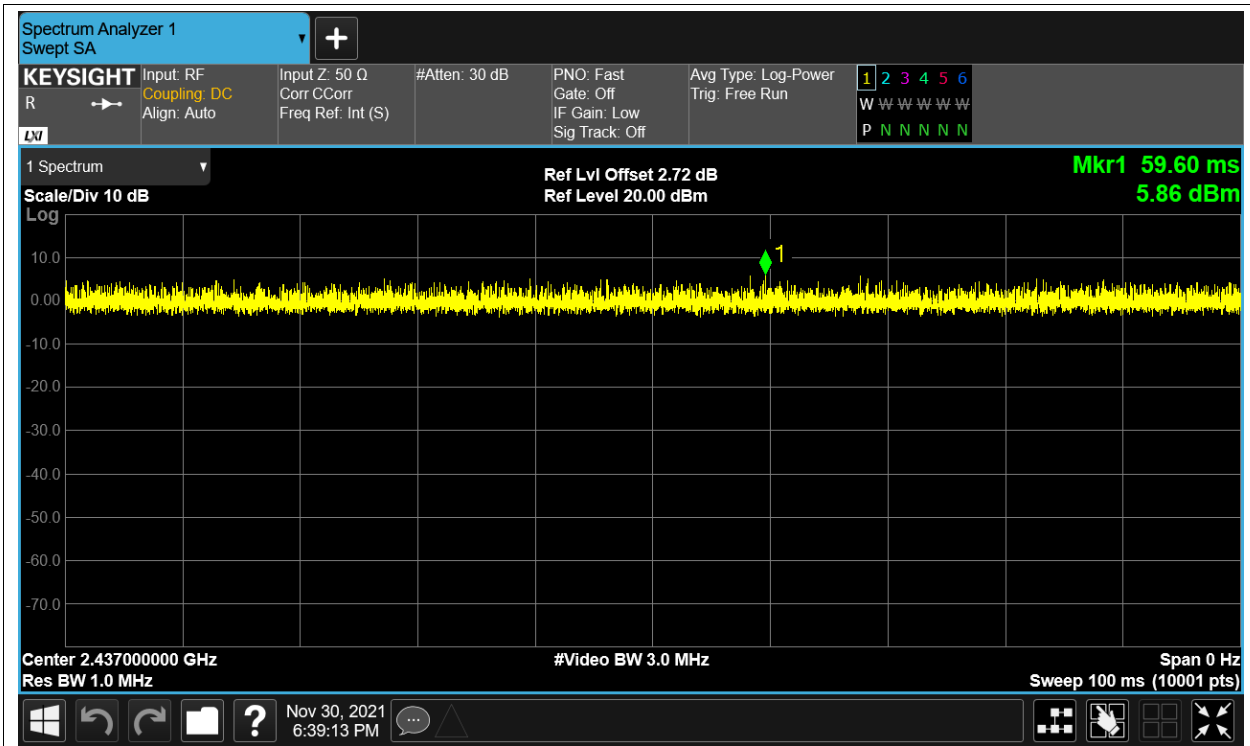 Spectrum Analyzer 1
Swept SA
KEYSIGHT
R
LXI
Input: RF
Coupling: DC
Align: Auto
Input Z: 50 Ω
Corr CCorr
Freq Ref: Int (S)
#Atten: 30 dB
PNO: Fast
Gate: Off
IF Gain: Low
Sig Track: Off
Avg Type: Log-Power
Trig: Free Run
1 2 3 4 5 6
W W W W W W
P N N N N N
1 Spectrum
Scale/Div 10 dB
Ref Lvl Offset 2.72 dB
Ref Level 20.00 dBm
Mkr1 59.60 ms
5.86 dBm
Log
1
10.0
0.00
-10.0
-20.0
-30.0
-40.0
-50.0
-60.0
-70.0
Center 2.437000000 GHz
Res BW 1.0 MHz
#Video BW 3.0 MHz
Span 0 Hz
Sweep 100 ms (10001 pts)
?
Nov 30, 2021
6:39:13 PM